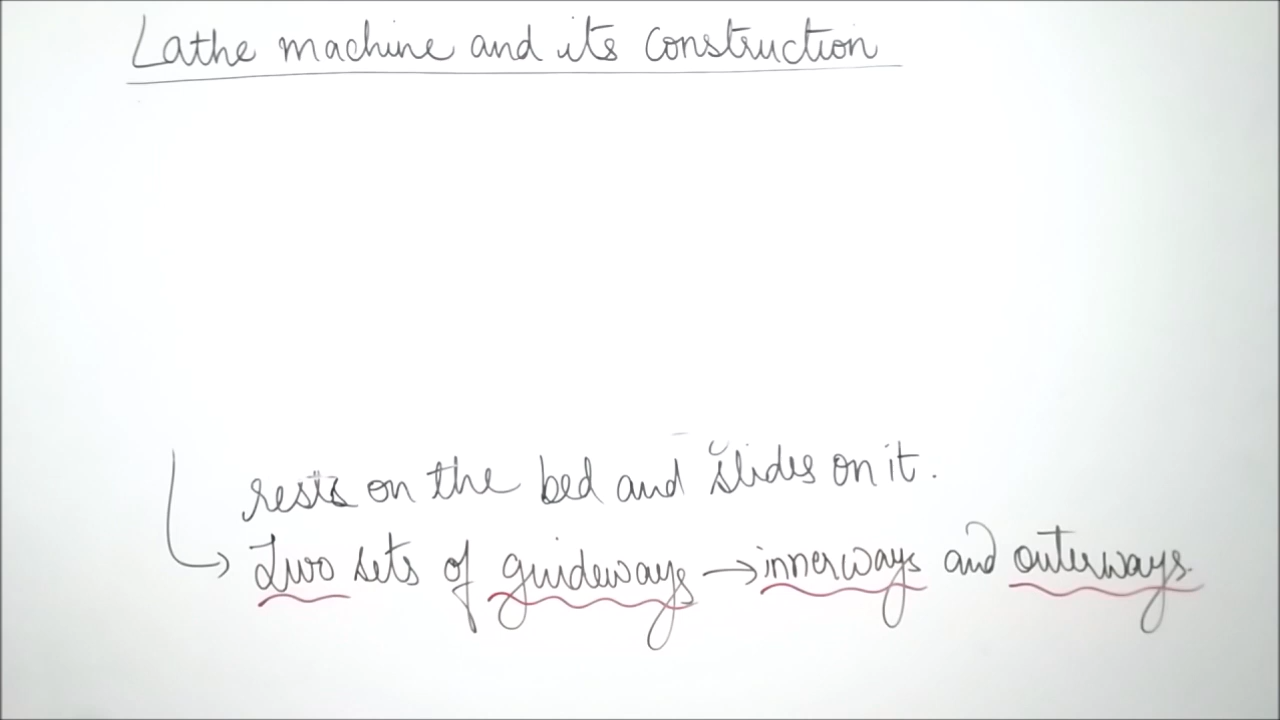 Lathe machine and its construction
rests on the bed and slides on it.
→ Two sets of guideways → innerways and outerways.